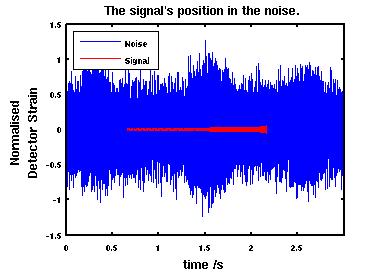 The signal's position in the noise.
1.5
Noise
Signal
1
0.5
0
-0.5
-1
-1.5
Normalised
Detector Strain
0 0.5 1 1.5 2 2.5
time /s